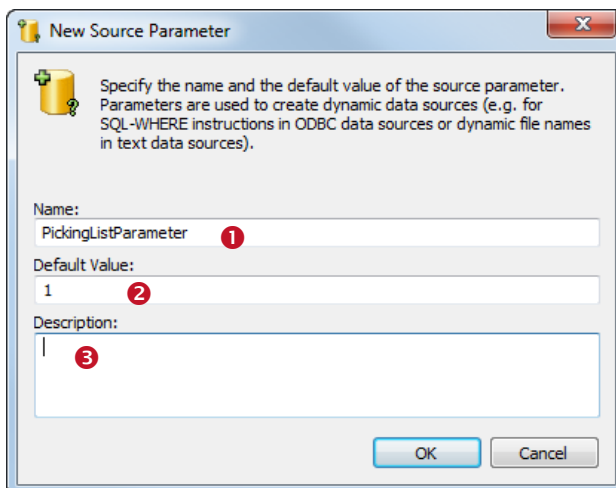 New Source Parameter
Specify the name and the default value of the source parameter.
Parameters are used to create dynamic data sources (e.g. for
SQL-WHERE instructions in ODBC data sources or dynamic file names
in text data sources).
Name:
PickingListParameter 1
Default Value:
1 2
Description:
3
OK Cancel